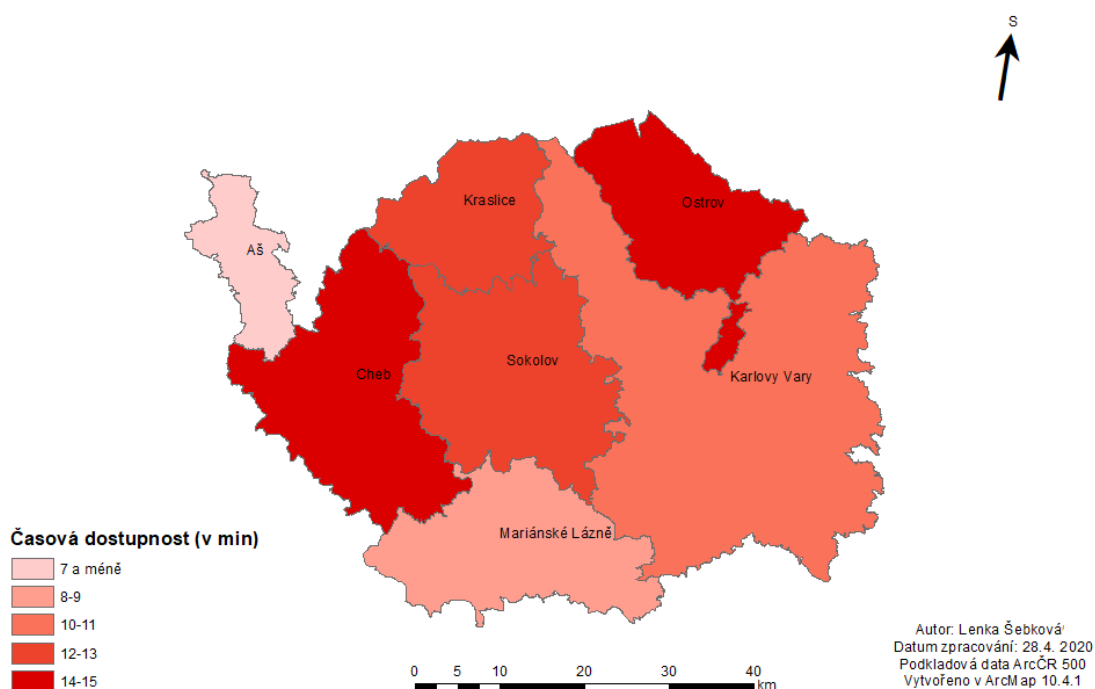 S
Kraslice
Ostrov
Aš
Sokolov
Cheb
Karlovy Vary
Mariánské Lázně
Časová dostupnost (v min)
7 a méně
8-9
10-11
12-13
14-15
0 5 10 20 30 40
km
Autor: Lenka Šebková
Datum zpracování: 28.4. 2020
Podkladová data ArcČR 500
Vytvořeno v ArcMap 10.4.1